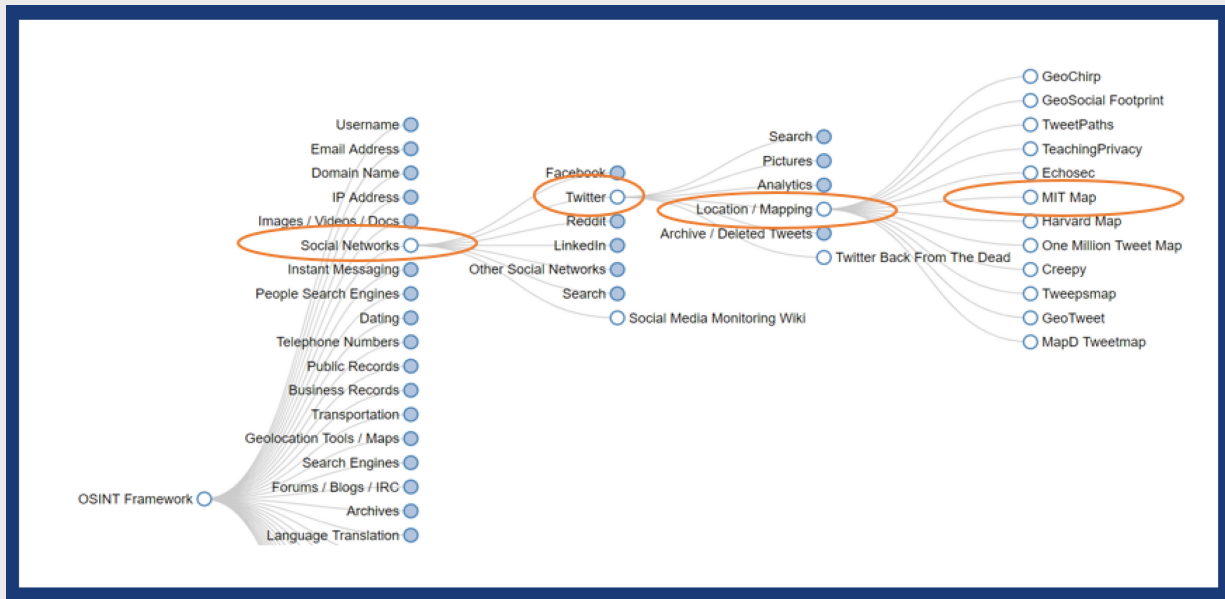 OSINT Framework
Username
Email Address
Domain Name
IP Address
Images / Videos / Docs
Social Networks
Instant Messaging
People Search Engines
Dating
Telephone Numbers
Public Records
Business Records
Transportation
Geolocation Tools / Maps
Search Engines
Forums / Blogs / IRC
Archives
Language Translation
Facebook
Twitter
Reddit
LinkedIn
Other Social Networks
Search
Social Media Monitoring Wiki
Search
Pictures
Analytics
Location / Mapping
Archive / Deleted Tweets
Twitter Back From The Dead
GeoChirp
GeoSocial Footprint
TweetPaths
TeachingPrivacy
Echosec
MIT Map
Harvard Map
One Million Tweet Map
Creepy
Tweepsmap
GeoTweet
MapD Tweetmap